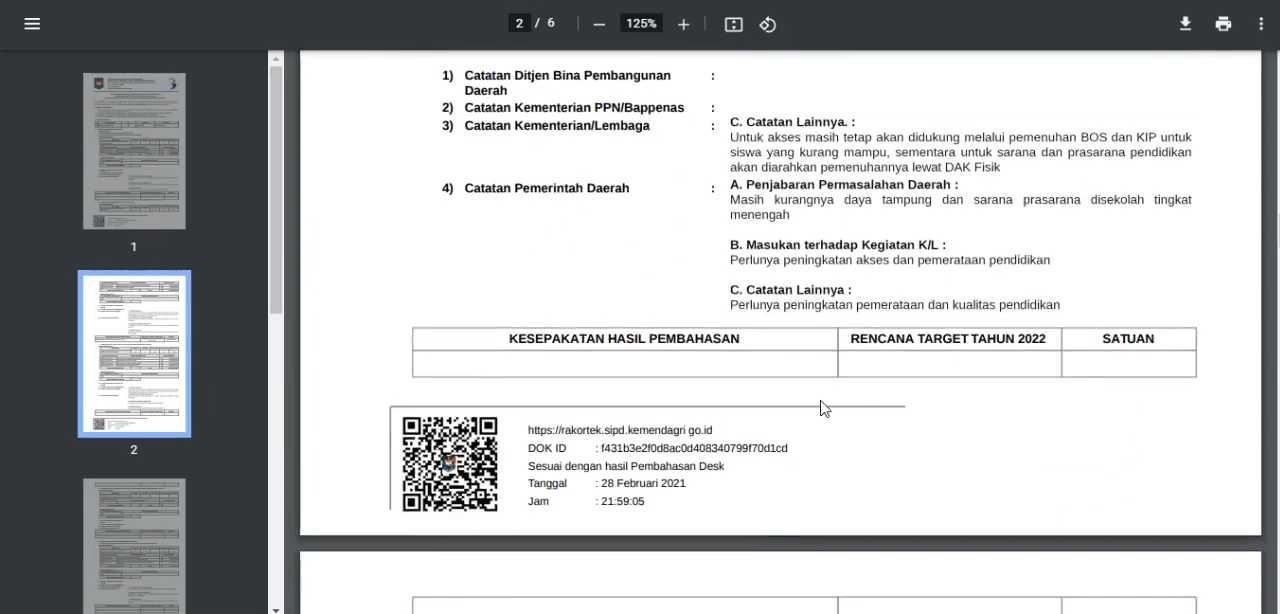 2 / 6
125%
1) Catatan Ditjen Bina Pembangunan Daerah :
2) Catatan Kementerian PPN/Bappenas :
3) Catatan Kementerian/Lembaga :
C. Catatan Lainnya. :
Untuk akses masih tetap akan didukung melalui pemenuhan BOS dan KIP untuk
siswa yang kurang mampu, sementara untuk sarana dan prasarana pendidikan
akan diarahkan pemenuhannya lewat DAK Fisik
4) Catatan Pemerintah Daerah :
A. Penjabaran Permasalahan Daerah :
Masih kurangnya daya tampung dan sarana prasarana disekolah tingkat
menengah
B. Masukan terhadap Kegiatan K/L :
Perlunya peningkatan akses dan pemerataan pendidikan
C. Catatan Lainnya :
Perlunya peningkatan pemerataan dan kualitas pendidikan
KESEPAKATAN HASIL PEMBAHASAN RENCANA TARGET TAHUN 2022 SATUAN
https://rakortek.sipd.kemendagri go.id
DOK ID : f431b3e2f0d8ac0d408340799f70d1cd
Sesuai dengan hasil Pembahasan Desk
Tanggal : 28 Februari 2021
Jam : 21:59:05
1
2